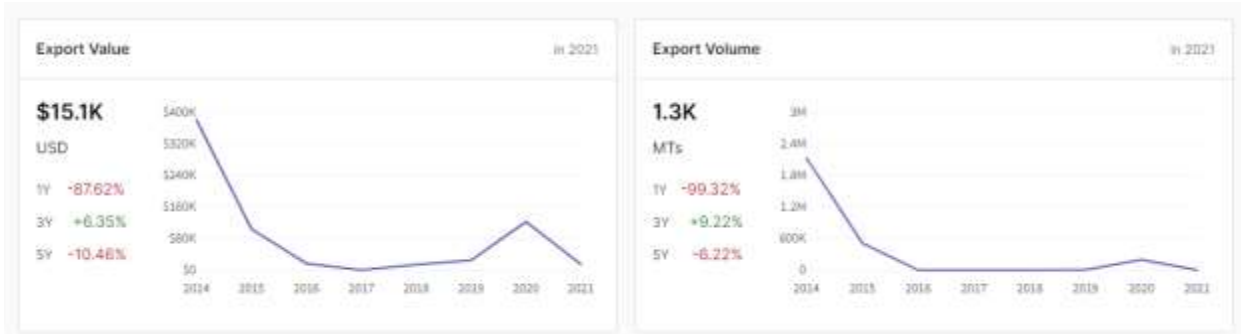 Export Value in 2021
$15.1K
USD
1Y -87.62%
3Y +6.35%
5Y -10.46%
$400K
$320K
$240K
$160K
$80K
$0
2014 2015 2016 2017 2018 2019 2020 2021
Export Volume in 2021
1.3K
MTs
1Y -99.32%
3Y +9.22%
5Y -6.22%
3M
2.4M
1.8M
1.2M
600K
0
2014 2015 2016 2017 2018 2019 2020 2021